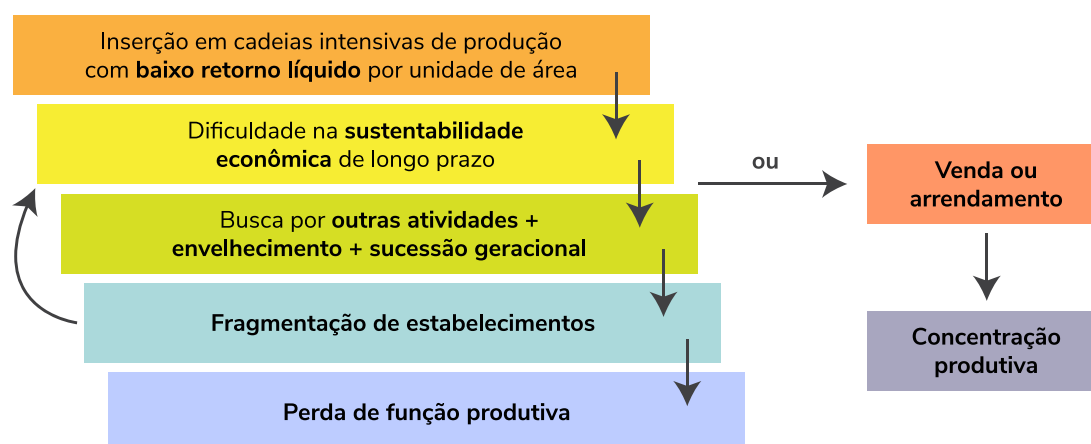 Inserção em cadeias intensivas de produção
com baixo retorno líquido por unidade de área
Dificuldade na sustentabilidade
econômica de longo prazo
ou
Venda ou
arrendamento
Busca por outras atividades +
envelhecimento + sucessão geracional
Fragmentação de estabelecimentos
Concentração
produtiva
Perda de função produtiva